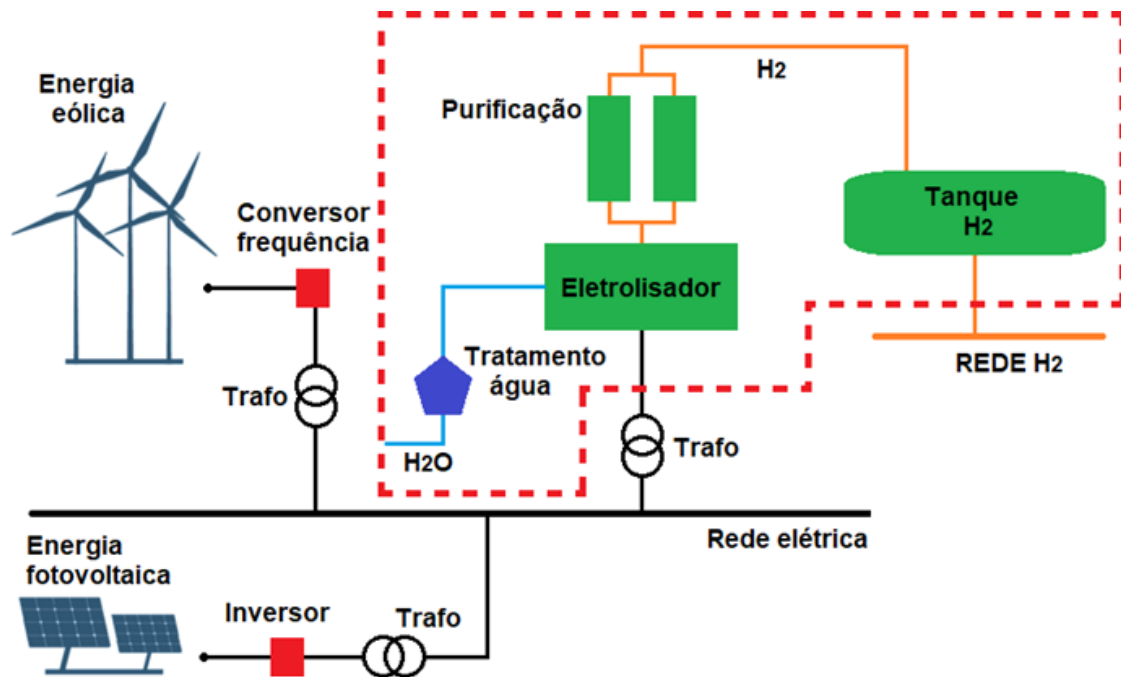 Energia
eólica
Conversor
frequência
Trafo
Purificação
H2
Tanque
H2
Eletrolisador
Tratamento
água
H2O
Trafo
REDE H2
Rede elétrica
Energia
fotovoltaica
Inversor
Trafo